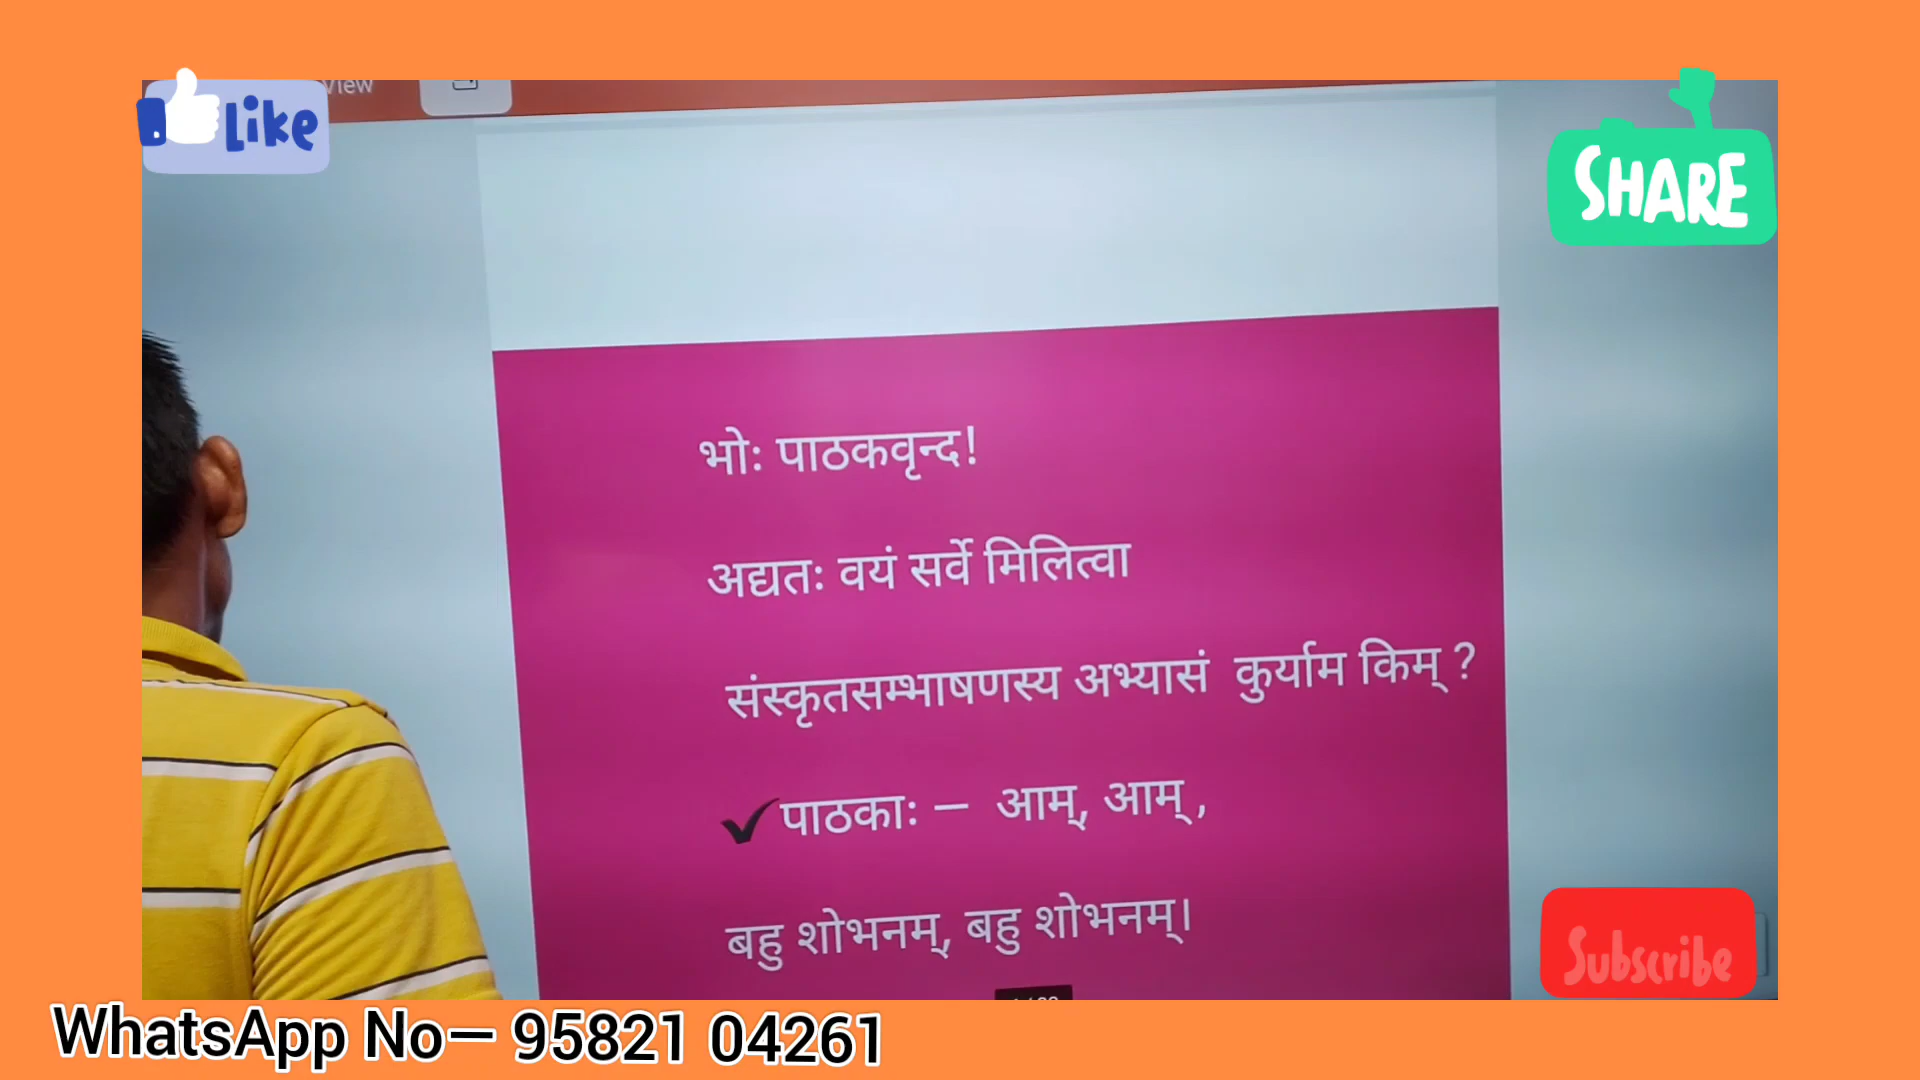 View
Like
SHARE
भोः पाठकवृन्द!
अद्यतः वयं सर्वे मिलित्वा
संस्कृतसम्भाषणस्य अभ्यासं कुर्याम किम् ?
✔पाठकाः – आम्, आम् ,
बहु शोभनम्, बहु शोभनम्।
Subscribe
WhatsApp No– 95821 04261